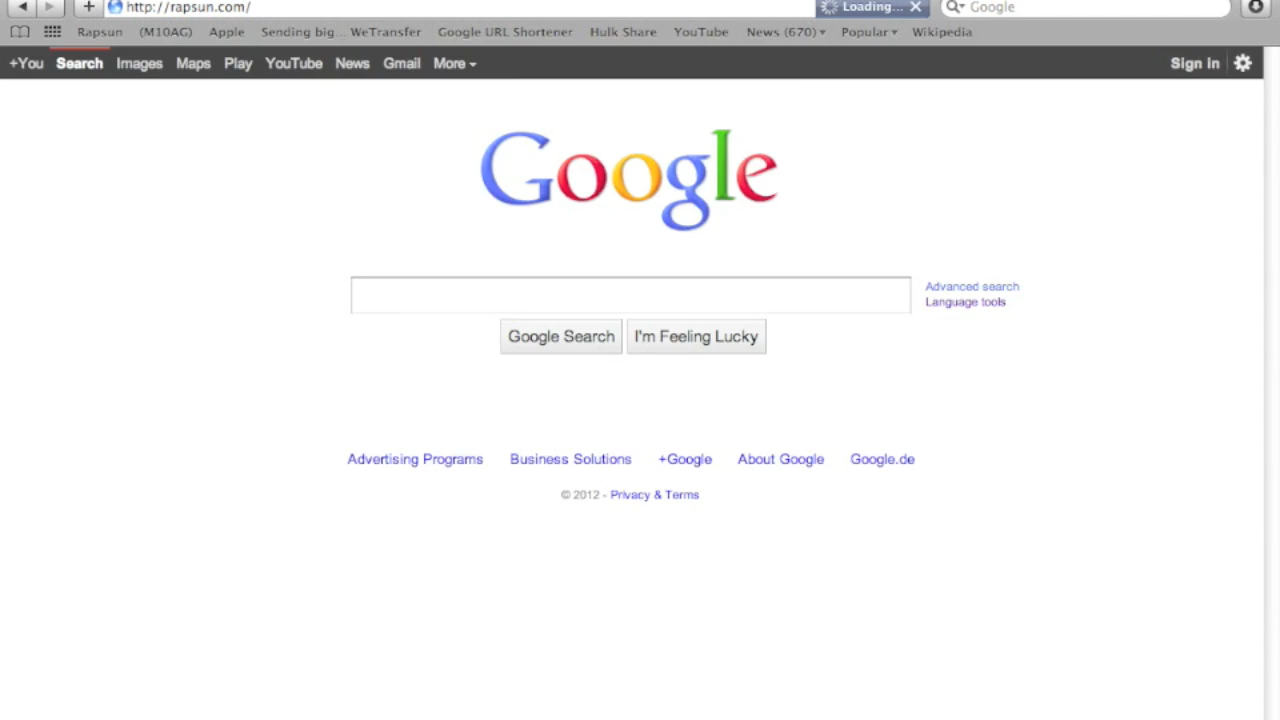 http://rapsun.com/ Loading... Google
Rapsun (M10AG) Apple Sending big... WeTransfer Google URL Shortener Hulk Share YouTube News (670) Popular Wikipedia
+You Search Images Maps Play YouTube News Gmail More Sign in
Google
Advanced search
Language tools
Google Search I'm Feeling Lucky
Advertising Programs Business Solutions +Google About Google Google.de
© 2012 - Privacy & Terms